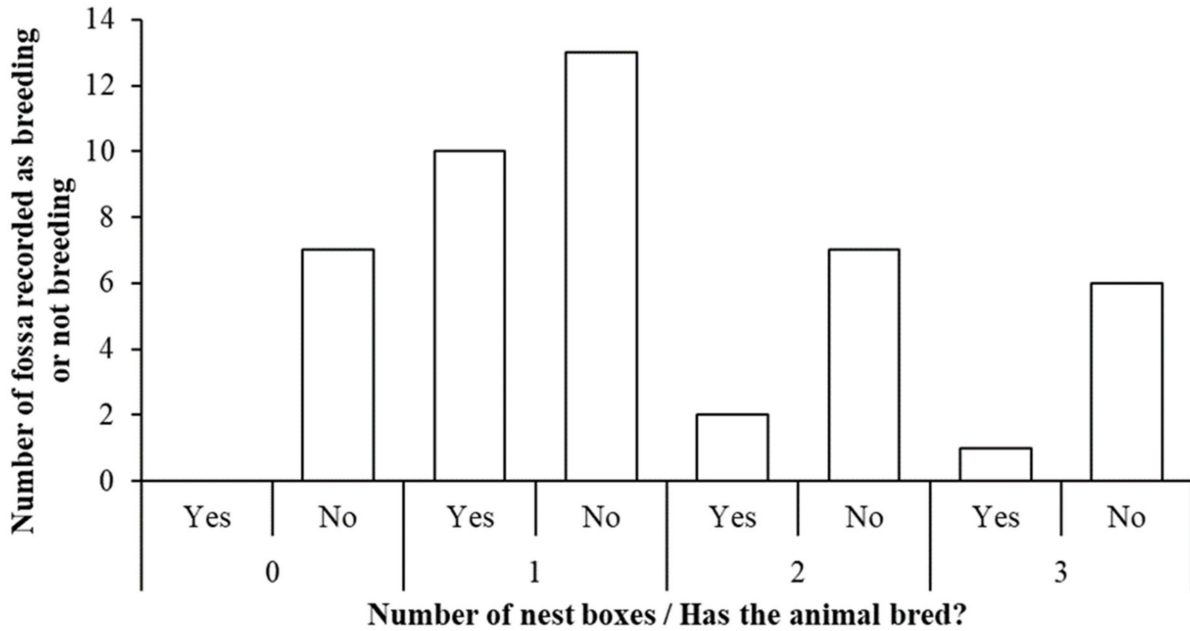 Number of fossa recorded as breeding
or not breeding
14
12
10
8
6
4
2
0
Yes No Yes No Yes No Yes No
0 1 2 3
Number of nest boxes / Has the animal bred?